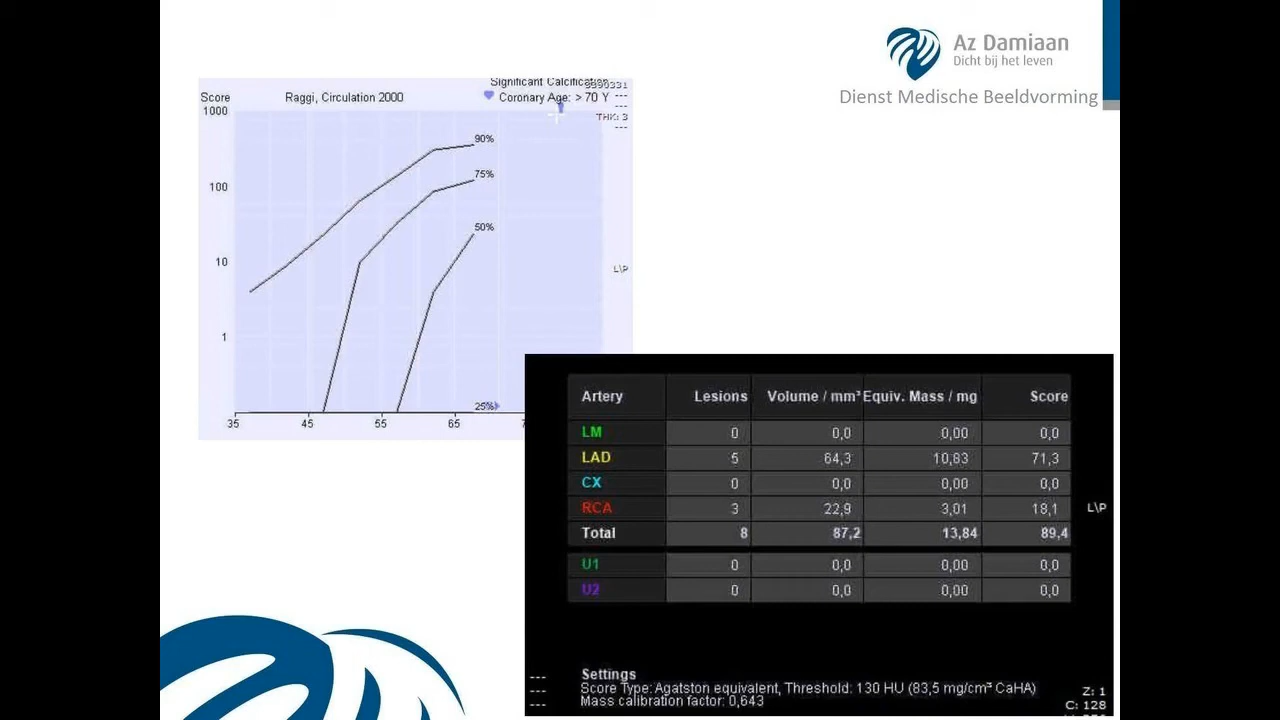 Az Damiaan
Dicht bij het leven
Dienst Medische Beeldvorming
Significant Calcification
Score Raggi, Circulation 2000 Coronary Age: > 70 Y
THK: 3
1000
90%
75%
100
50%
10
L\P
1
25%
35 45 55 65
Artery Lesions Volume / mm³ Equiv. Mass / mg Score
LM 0 0,0 0,00 0,0
LAD 5 64,3 10,83 71,3
CX 0 0,0 0,00 0,0
RCA 3 22,9 3,01 18,1
L\P
Total 8 87,2 13,84 89,4
U1 0 0,0 0,00 0,0
U2 0 0,0 0,00 0,0
Settings
Score Type: Agatston equivalent, Threshold: 130 HU (83,5 mg/cm³ CaHA)
Mass calibration factor: 0,643
Z: 1
C: 128